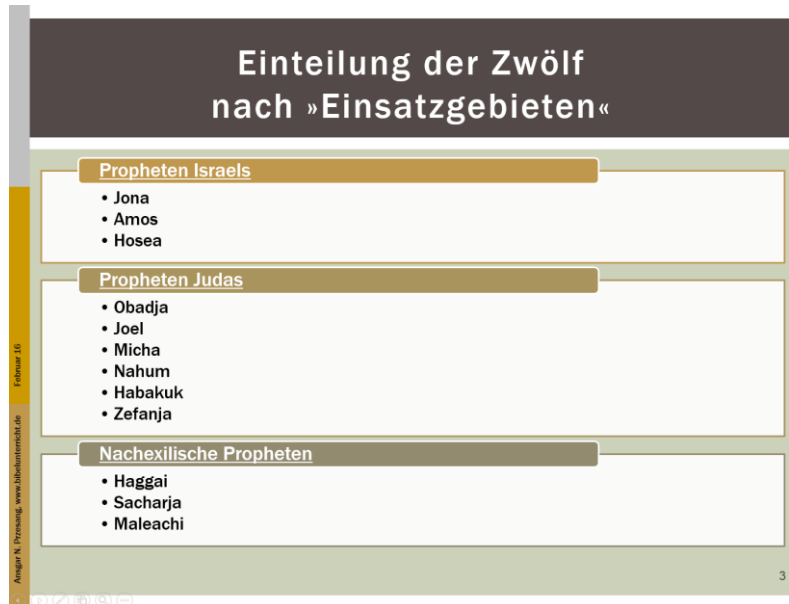 Einteilung der Zwölf
nach »Einsatzgebieten«
Propheten Israels
• Jona
• Amos
• Hosea
Propheten Judas
• Obadja
• Joel
• Micha
• Nahum
• Habakuk
• Zefanja
Nachexilische Propheten
• Haggai
• Sacharja
• Maleachi
Februar 16
Ansgar N. Przesang, www.bibelunterricht.de
3